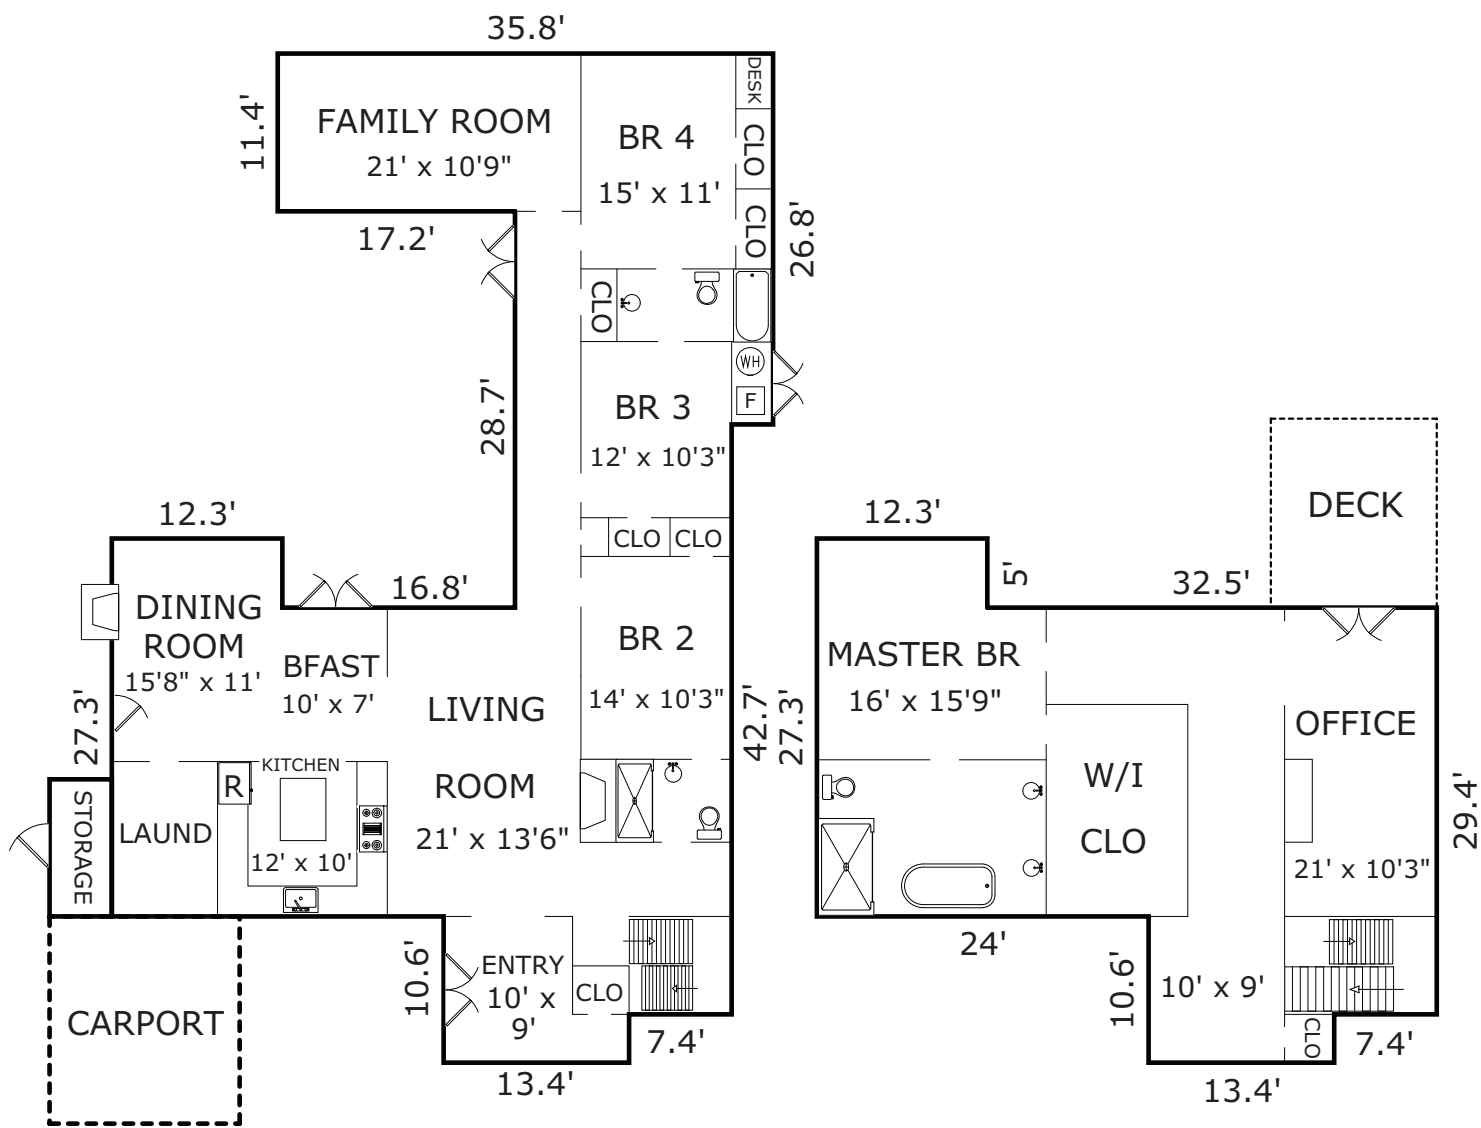 35.8'
11.4'
FAMILY ROOM
21' x 10'9"
17.2'
BR 4
15' x 11'
DESK
CLO
CLO
26.8'
CLO
WH
F
BR 3
12' x 10'3"
28.7'
CLO
CLO
12.3'
16.8'
DINING
ROOM
15'8" x 11'
BFAST
10' x 7'
27.3'
LIVING
ROOM
21' x 13'6"
BR 2
14' x 10'3"
42.7'
KITCHEN
R
12' x 10'
LAUND
STORAGE
CARPORT
10.6'
ENTRY
10' x
9'
CLO
7.4'
13.4'
12.3'
5'
32.5'
DECK
MASTER BR
16' x 15'9"
27.3'
W/I
CLO
OFFICE
21' x 10'3"
29.4'
24'
10.6'
10' x 9'
CLO
7.4'
13.4'